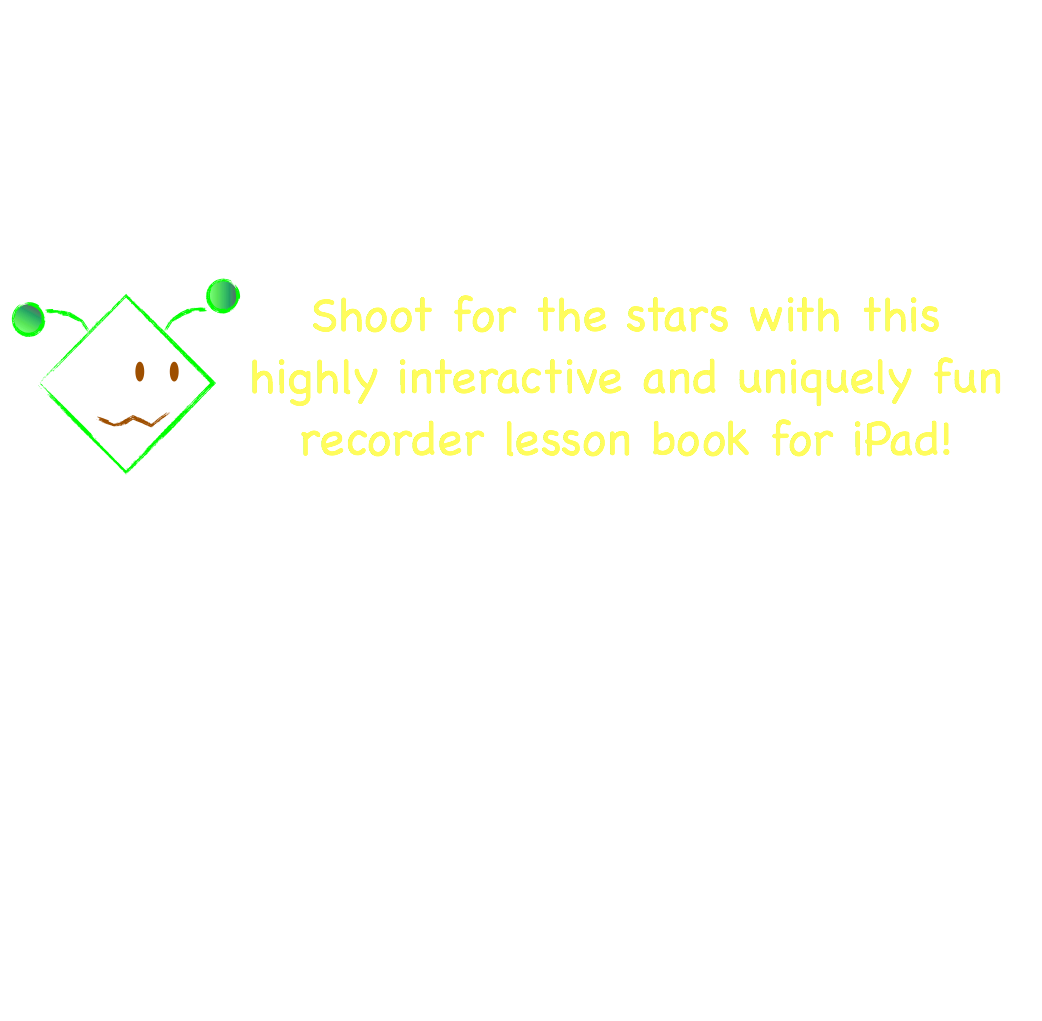 Shoot for the stars with this
highly interactive and uniquely fun
recorder lesson book for iPad!